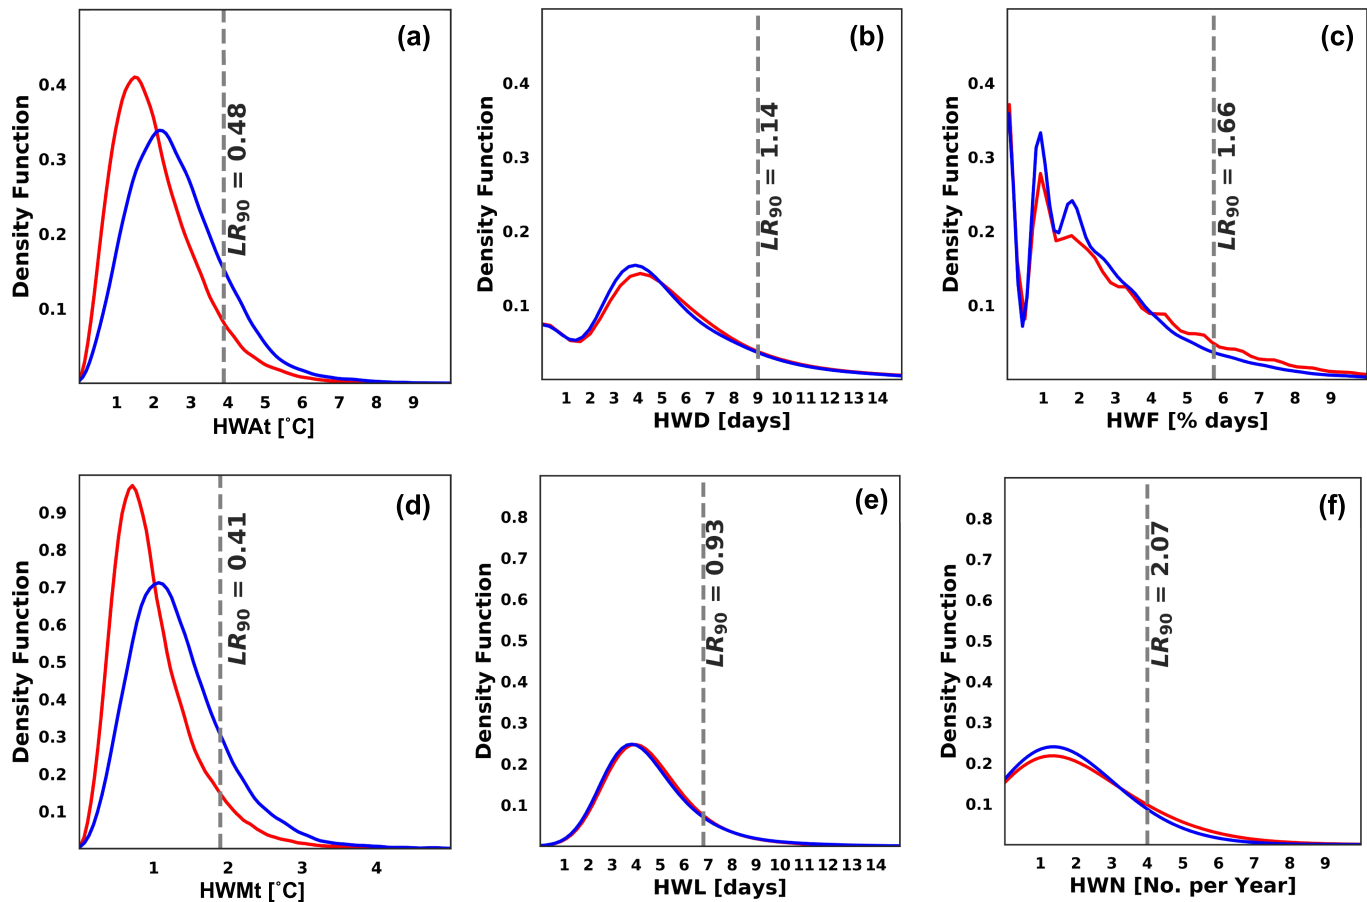 (a)
Density Function
0.4
0.3
0.2
0.1
LR90 = 0.48
1 2 3 4 5 6 7 8 9
HWAt [˚C]
(b)
Density Function
0.4
0.3
0.2
0.1
LR90 = 1.14
1 2 3 4 5 6 7 8 9 10 11 12 13 14
HWD [days]
(c)
Density Function
0.4
0.3
0.2
0.1
LR90 = 1.66
1 2 3 4 5 6 7 8 9
HWF [% days]
(d)
Density Function
0.9
0.8
0.7
0.6
0.5
0.4
0.3
0.2
0.1
LR90 = 0.41
1 2 3 4
HWMt [˚C]
(e)
Density Function
0.8
0.7
0.6
0.5
0.4
0.3
0.2
0.1
LR90 = 0.93
1 2 3 4 5 6 7 8 9 10 11 12 13 14
HWL [days]
(f)
Density Function
0.8
0.7
0.6
0.5
0.4
0.3
0.2
0.1
LR90 = 2.07
1 2 3 4 5 6 7 8 9
HWN [No. per Year]